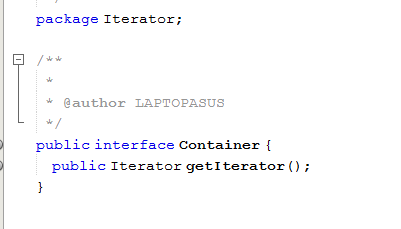 package Iterator;
/**
 *
 * @author LAPTOPASUS
 */
public interface Container {
  public Iterator getIterator();
}